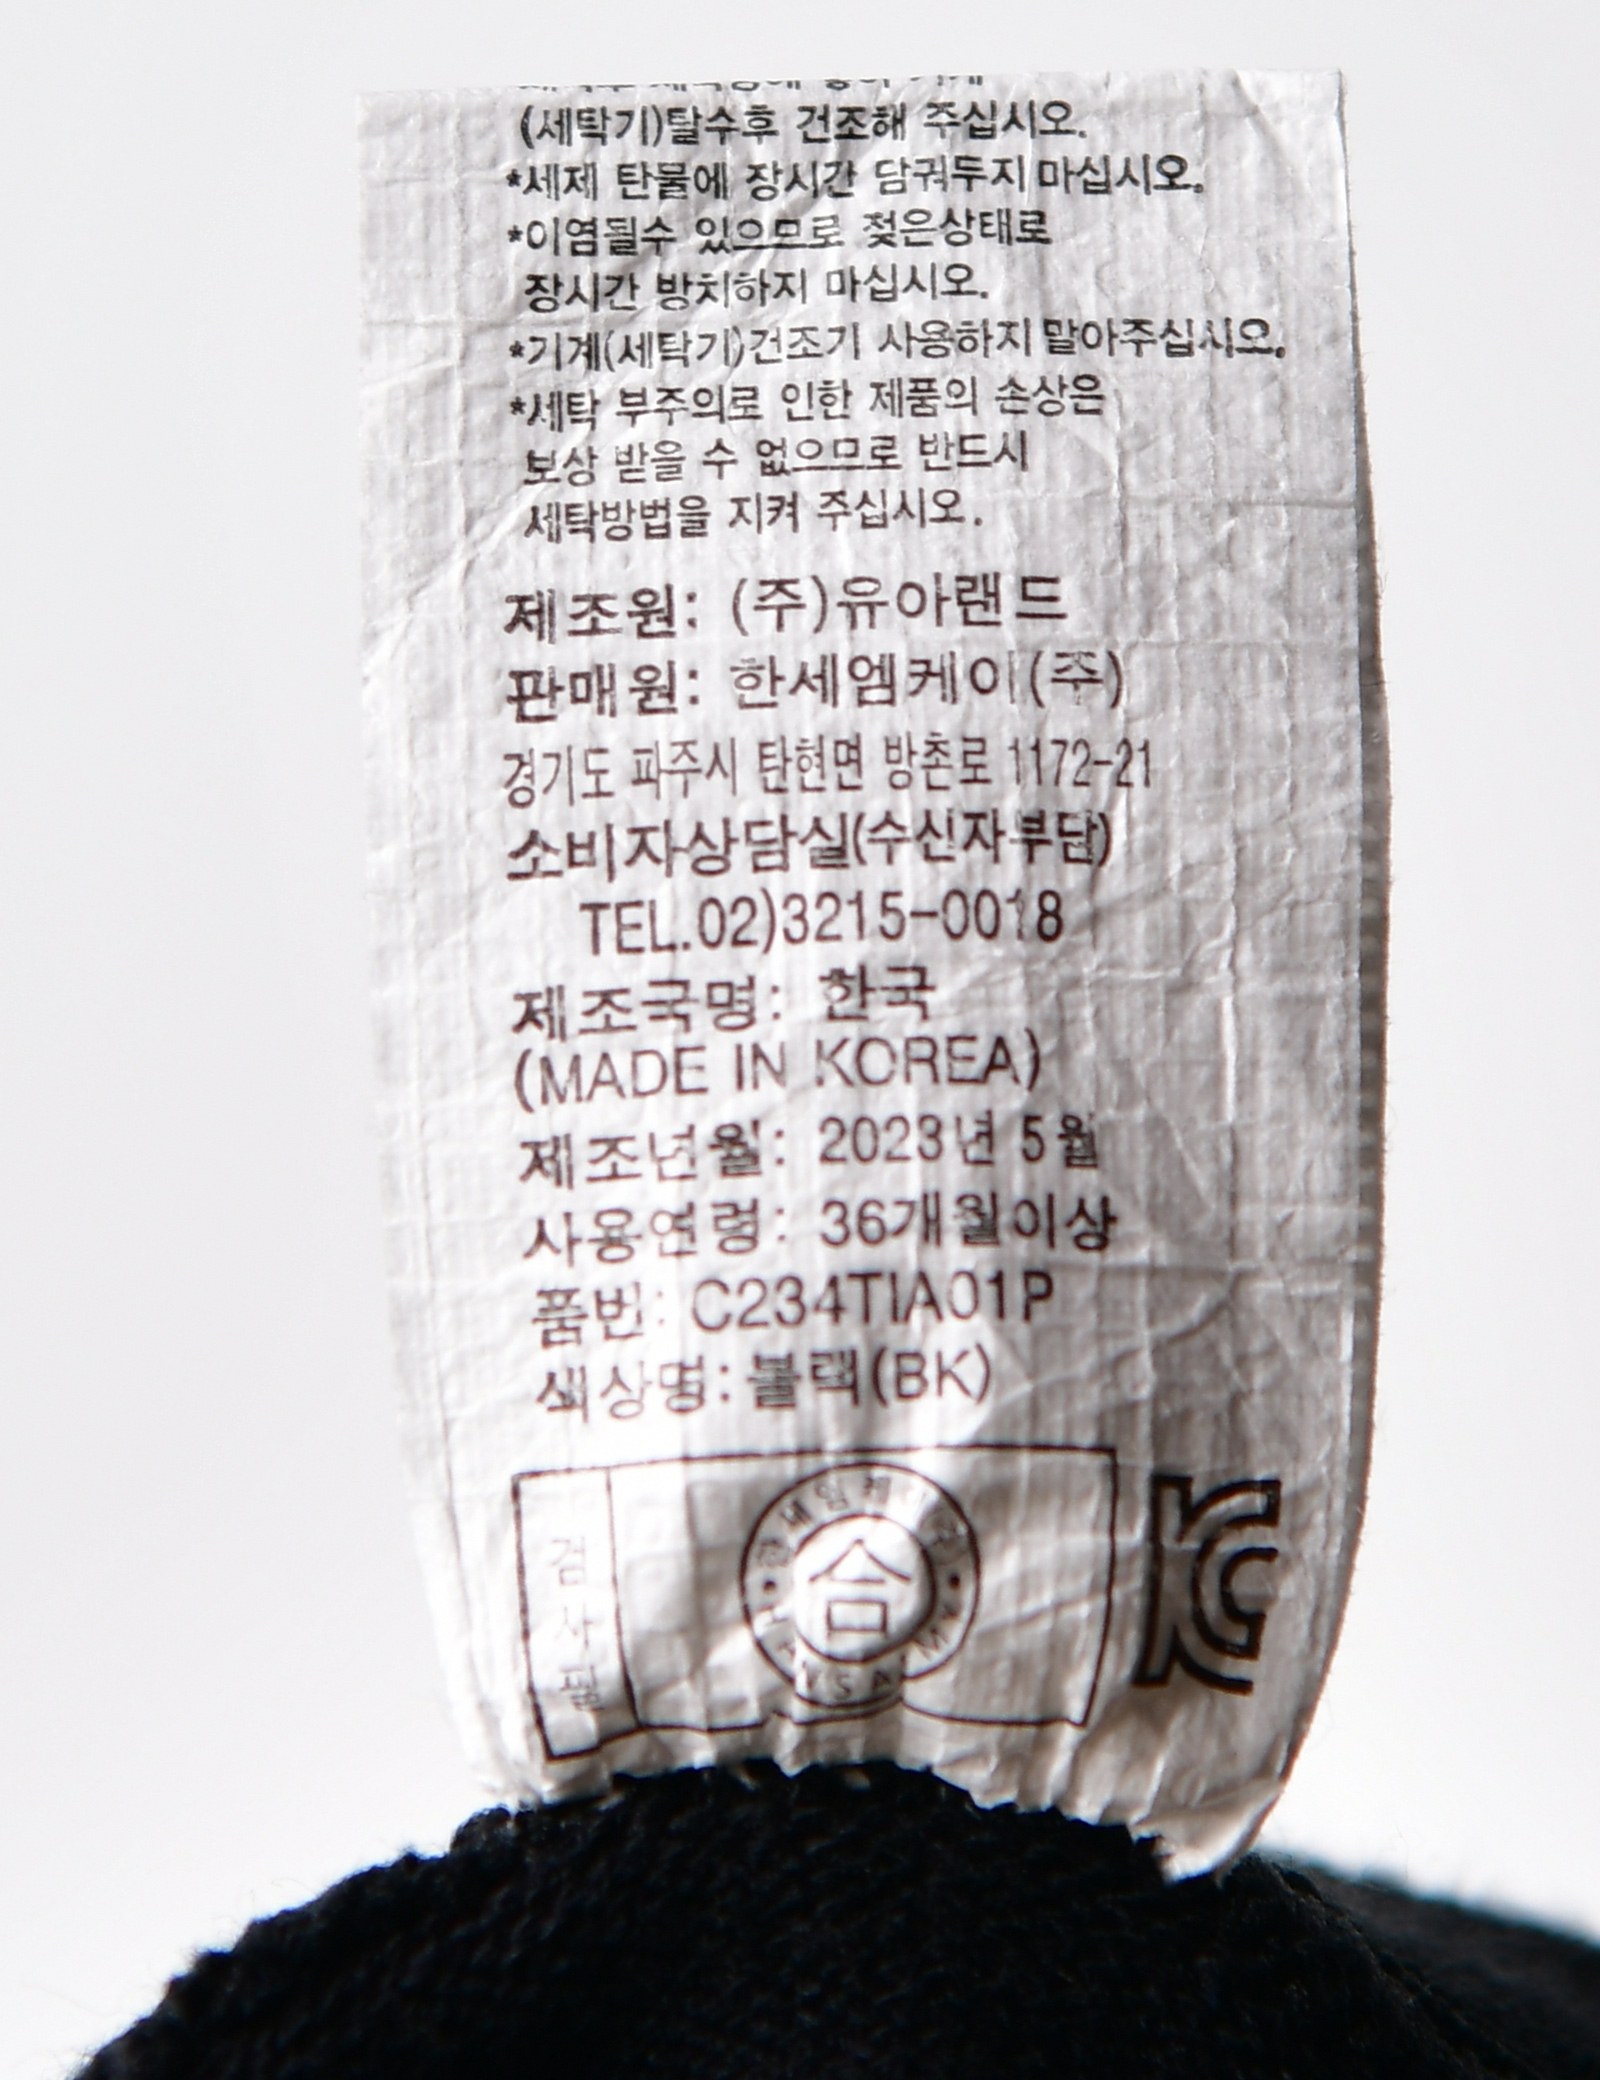 (세탁기)탈수후 건조해 주십시오.
*세제 탄물에 장시간 담궈두지 마십시오.
*이염될수 있으므로 젖은상태로
장시간 방치하지 마십시오.
*기계(세탁기)건조기 사용하지 말아주십시오.
*세탁 부주의로 인한 제품의 손상은
보상 받을 수 없으므로 반드시
세탁방법을 지켜 주십시오.
제조원: (주)유아랜드
판매원: 한세엠케이(주)
경기도 파주시 탄현면 방촌로 1172-21
소비자상담실(수신자부담)
TEL.02)3215-0018
제조국명: 한국
(MADE IN KOREA)
제조년월: 2023년 5월
사용연령: 36개월이상
품번: C234TIA01P
색상명: 블랙(BK)
검사필
合
KC